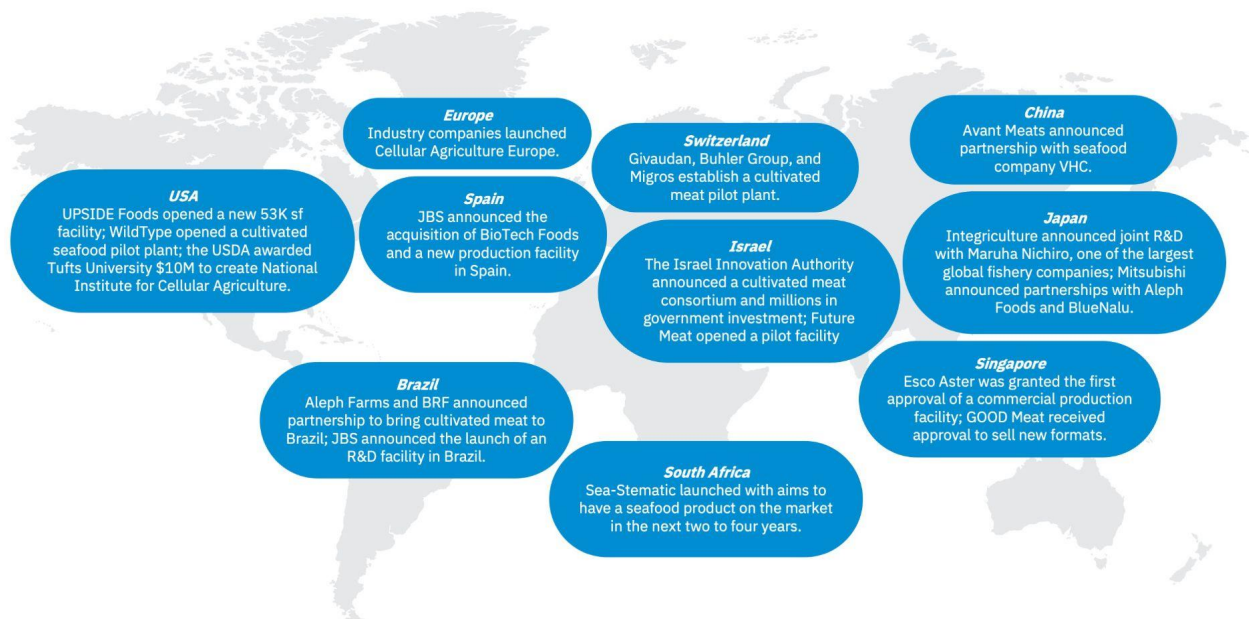 Europe
Industry companies launched
Cellular Agriculture Europe.
Switzerland
Givaudan, Buhler Group, and
Migros establish a cultivated
meat pilot plant.
China
Avant Meats announced
partnership with seafood
company VHC.
USA
UPSIDE Foods opened a new 53K sf
facility; WildType opened a cultivated
seafood pilot plant; the USDA awarded
Tufts University $10M to create National
Institute for Cellular Agriculture.
Spain
JBS announced the
acquisition of BioTech Foods
and a new production facility
in Spain.
Israel
The Israel Innovation Authority
announced a cultivated meat
consortium and millions in
government investment; Future
Meat opened a pilot facility
Japan
Integriculture announced joint R&D
with Maruha Nichiro, one of the largest
global fishery companies; Mitsubishi
announced partnerships with Aleph
Foods and BlueNalu.
Brazil
Aleph Farms and BRF announced
partnership to bring cultivated meat to
Brazil; JBS announced the launch of an
R&D facility in Brazil.
Singapore
Esco Aster was granted the first
approval of a commercial production
facility; GOOD Meat received
approval to sell new formats.
South Africa
Sea-Stematic launched with aims to
have a seafood product on the market
in the next two to four years.